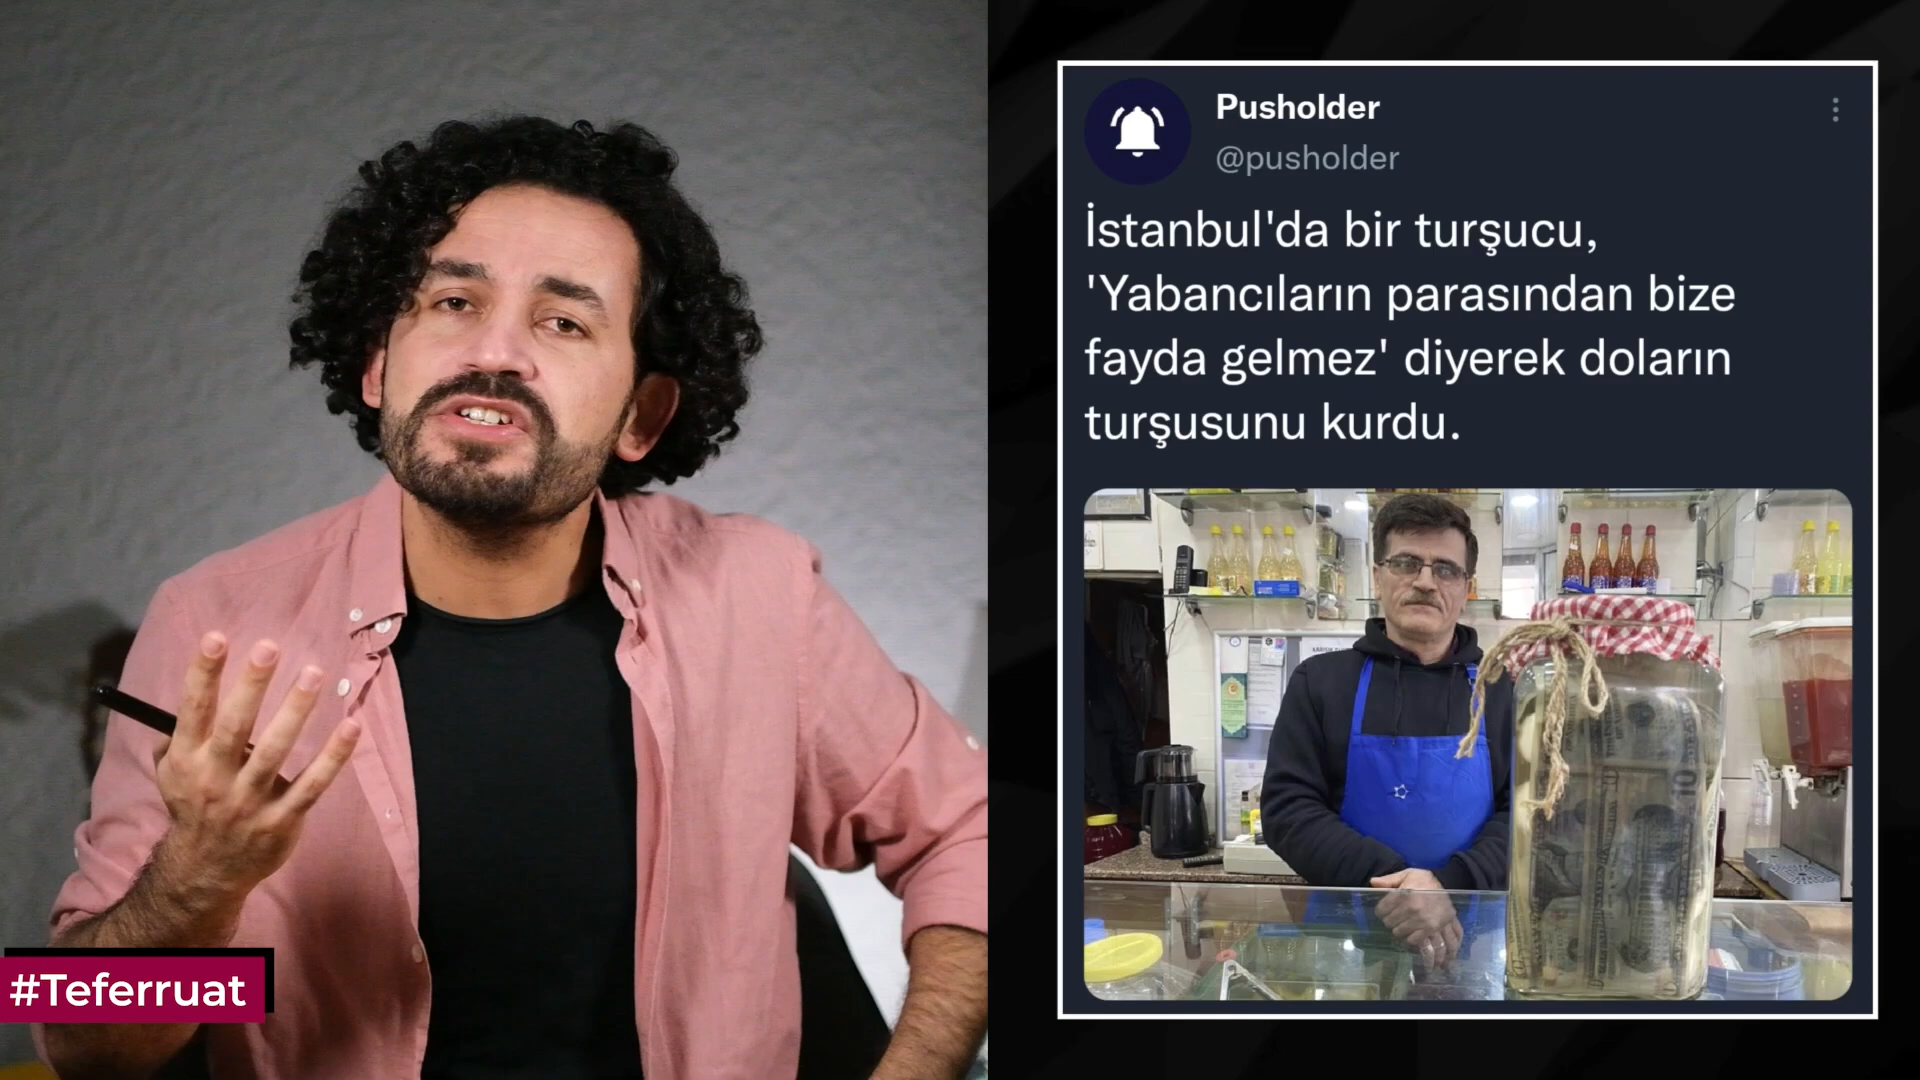 Pusholder
@pusholder
İstanbul'da bir turşucu,
'Yabancıların parasından bize
fayda gelmez' diyerek doların
turşusunu kurdu.
#Teferruat